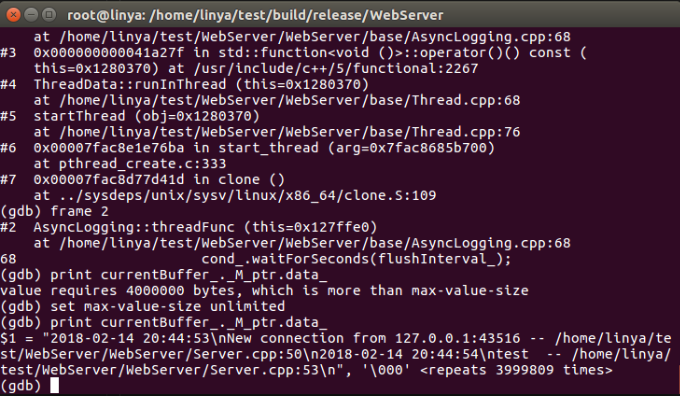 root@linya: /home/linya/test/build/release/WebServer
at /home/linya/test/WebServer/WebServer/base/AsyncLogging.cpp:68
#3  0x000000000041a27f in std::function<void ()>::operator()() const (
this=0x1280370) at /usr/include/c++/5/functional:2267
#4  ThreadData::runInThread (this=0x1280370)
at /home/linya/test/WebServer/WebServer/base/Thread.cpp:68
#5  startThread (obj=0x1280370)
at /home/linya/test/WebServer/WebServer/base/Thread.cpp:76
#6  0x00007fac8e1e76ba in start_thread (arg=0x7fac8685b700)
at pthread_create.c:333
#7  0x00007fac8d77d41d in clone ()
at ../sysdeps/unix/sysv/linux/x86_64/clone.S:109
(gdb) frame 2
#2  AsyncLogging::threadFunc (this=0x127ffe0)
at /home/linya/test/WebServer/WebServer/base/AsyncLogging.cpp:68
68                      cond_.waitForSeconds(flushInterval_);
(gdb) print currentBuffer_._M_ptr.data_
value requires 4000000 bytes, which is more than max-value-size
(gdb) set max-value-size unlimited
(gdb) print currentBuffer_._M_ptr.data_
$1 = "2018-02-14 20:44:53\nNew connection from 127.0.0.1:43516 -- /home/linya/te
st/WebServer/WebServer/Server.cpp:50\n2018-02-14 20:44:54\ntest  -- /home/linya/
test/WebServer/WebServer/Server.cpp:53\n", '\000' <repeats 3999809 times>
(gdb)